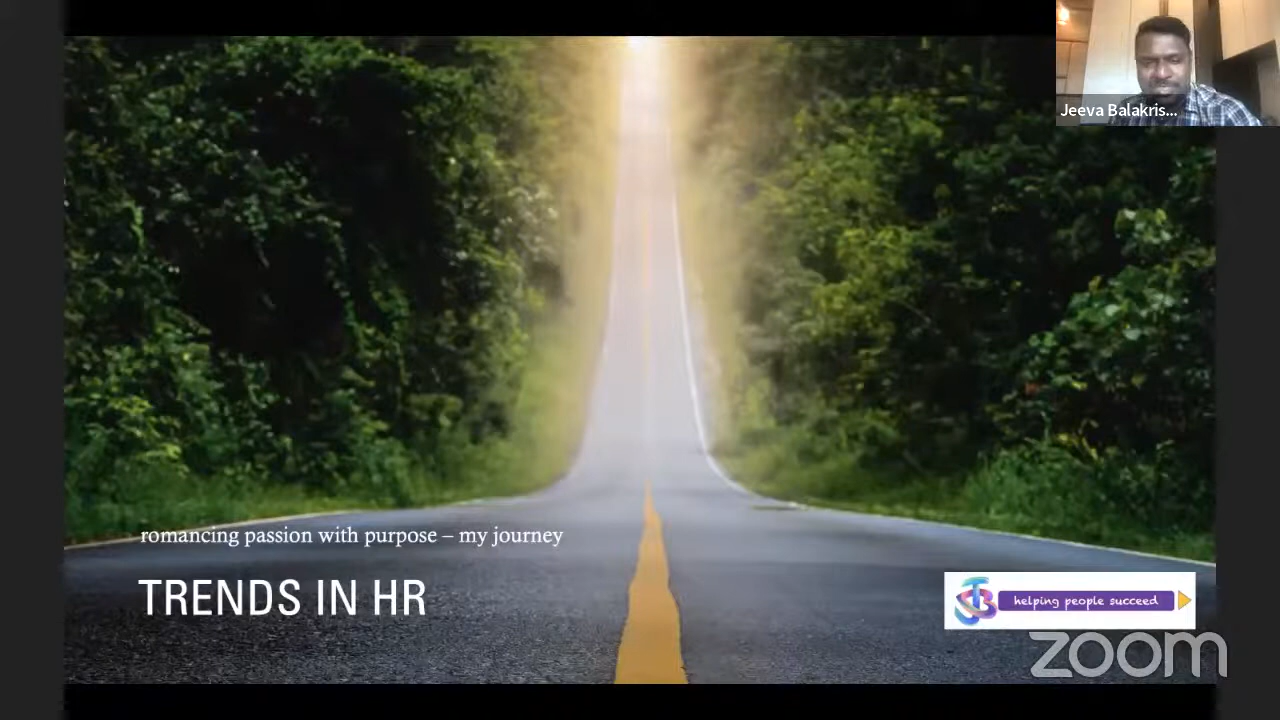 Jeeva Balakris...
romancing passion with purpose – my journey
TRENDS IN HR
helping people succeed
zoom